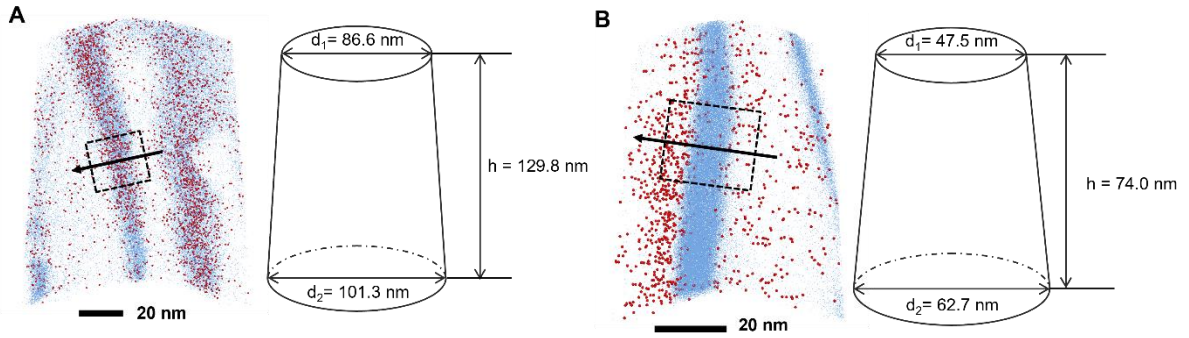 A
d₁= 86.6 nm
h = 129.8 nm
d₂= 101.3 nm
20 nm
B
d₁= 47.5 nm
h = 74.0 nm
d₂= 62.7 nm
20 nm